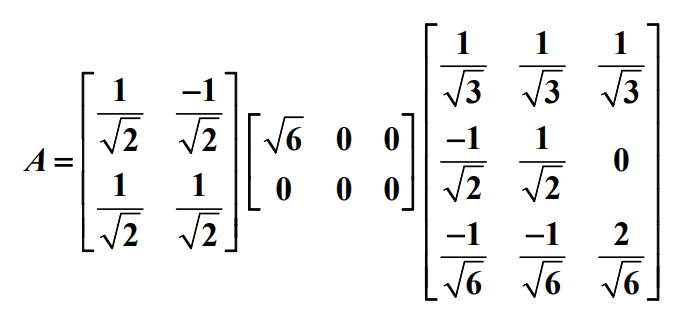 A = [ 1/√2 -1/√2 ; 1/√2 1/√2 ] [ √6 0 0 ; 0 0 0 ] [ 1/√3 1/√3 1/√3 ; -1/√2 1/√2 0 ; -1/√6 -1/√6 2/√6 ]